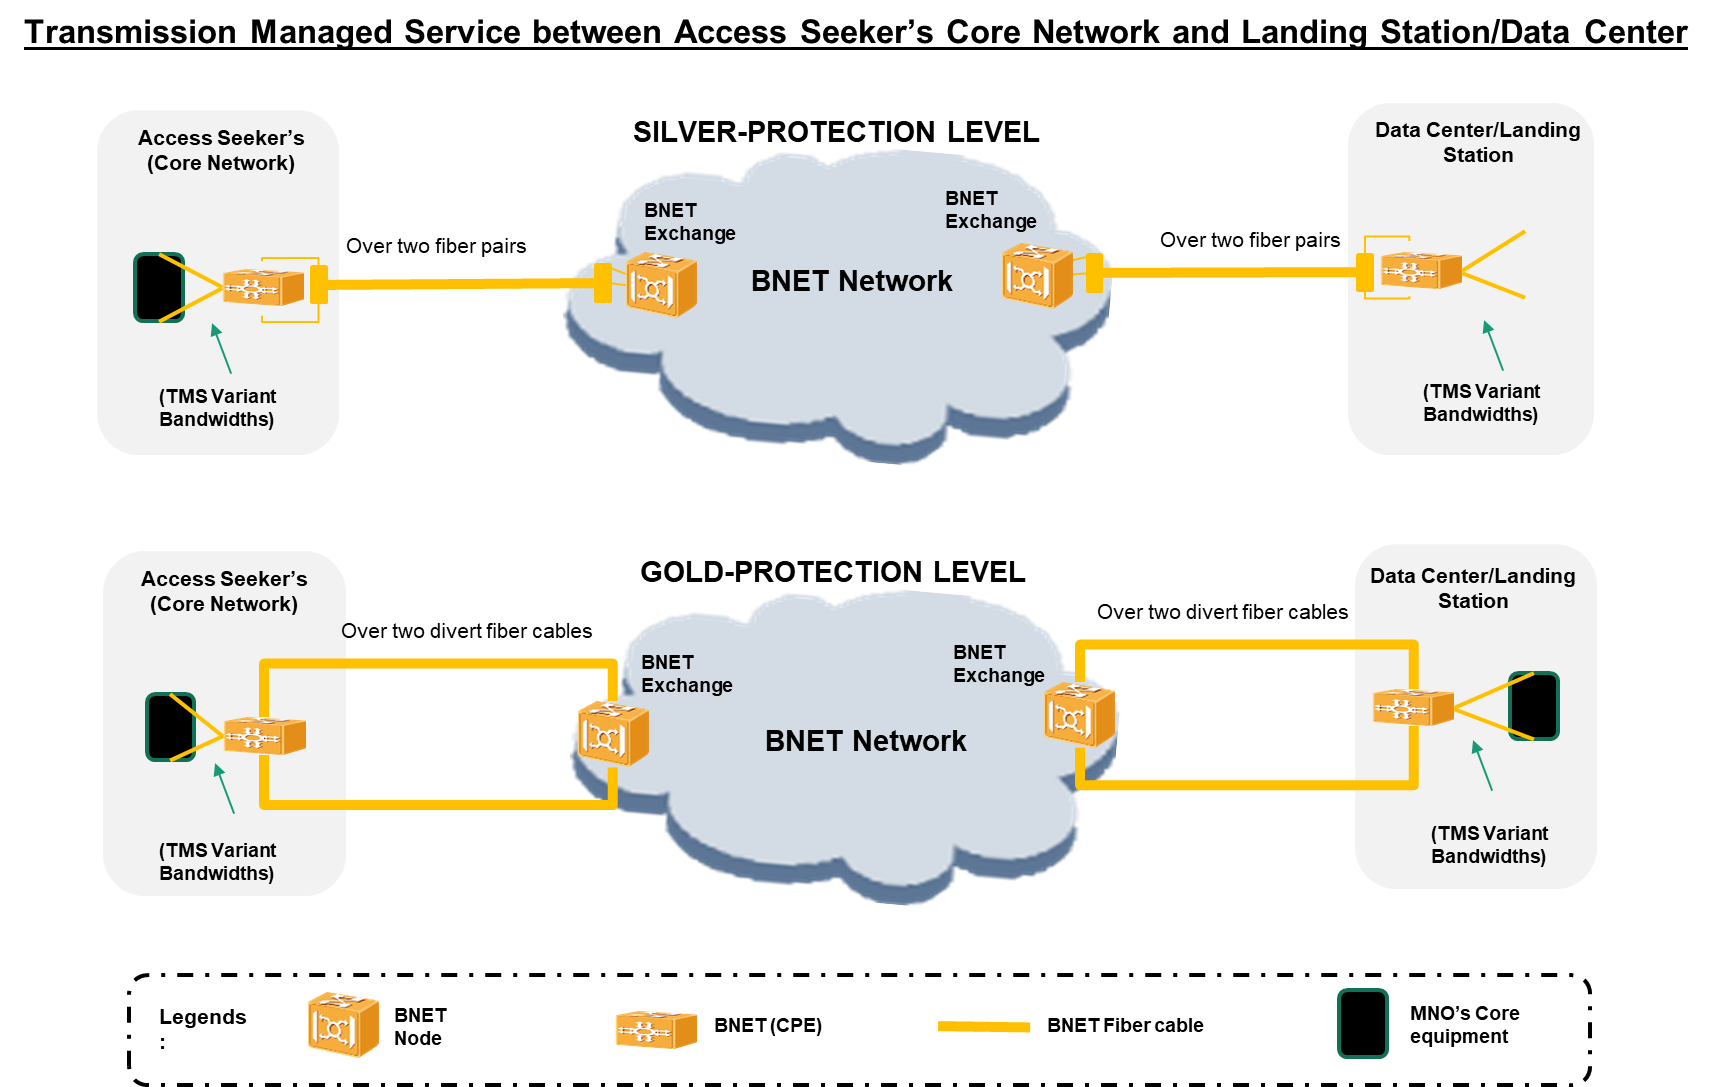 Transmission Managed Service between Access Seeker’s Core Network and Landing Station/Data Center
SILVER-PROTECTION LEVEL
Access Seeker’s
(Core Network)
Data Center/Landing
Station
BNET
Exchange
BNET
Exchange
Over two fiber pairs
Over two fiber pairs
BNET Network
(TMS Variant
Bandwidths)
(TMS Variant
Bandwidths)
GOLD-PROTECTION LEVEL
Access Seeker’s
(Core Network)
Data Center/Landing
Station
Over two divert fiber cables
Over two divert fiber cables
BNET
Exchange
BNET
Exchange
BNET Network
(TMS Variant
Bandwidths)
(TMS Variant
Bandwidths)
Legends
:
BNET
Node
BNET (CPE)
BNET Fiber cable
MNO’s Core
equipment